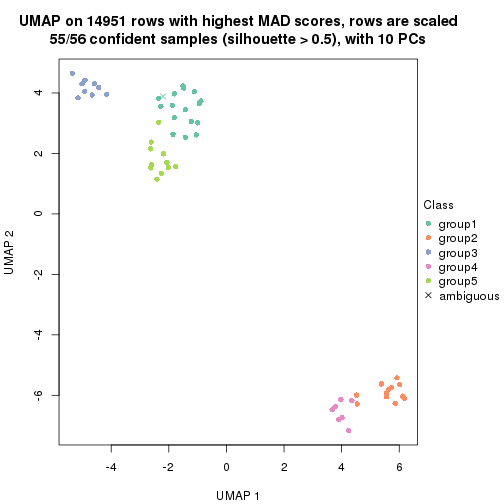 UMAP on 14951 rows with highest MAD scores, rows are scaled
55/56 confident samples (silhouette > 0.5), with 10 PCs
4
2
0
-2
-4
-6
UMAP 2
-4
-2
0
2
4
6
UMAP 1
Class
group1
group2
group3
group4
group5
ambiguous